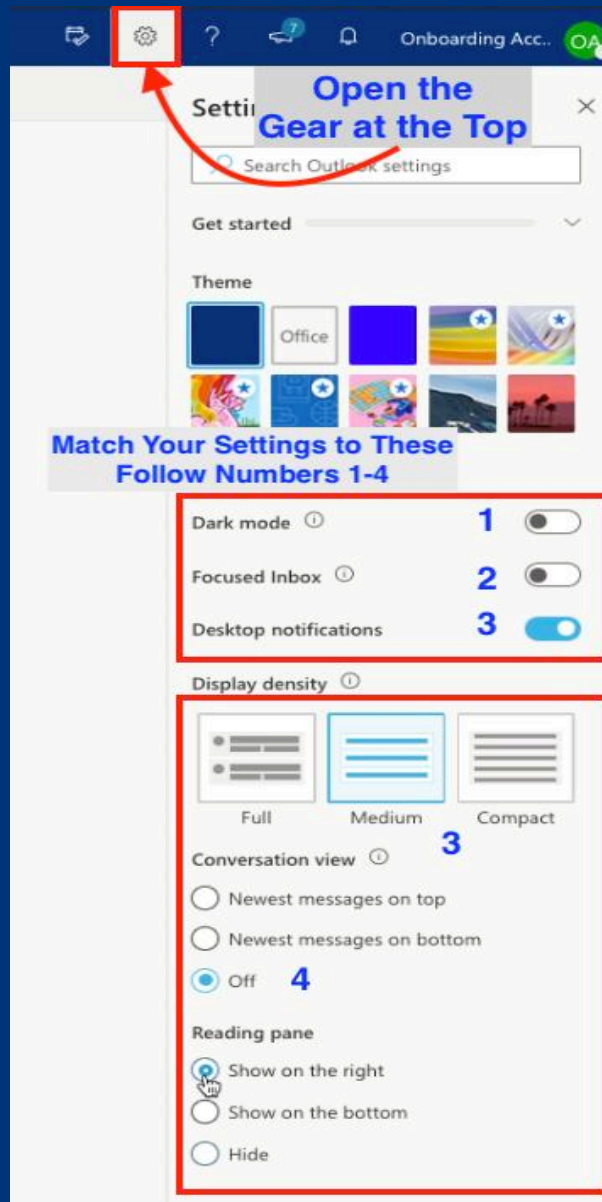 ? 7 Onboarding Acc.. OA
Open the
Gear at the Top
Setti
Search Outlook settings
Get started
Theme
Office
Match Your Settings to These
Follow Numbers 1-4
Dark mode 1
Focused Inbox 2
Desktop notifications 3
Display density
Full Medium Compact
3
Conversation view
Newest messages on top
Newest messages on bottom
Off 4
Reading pane
Show on the right
Show on the bottom
Hide